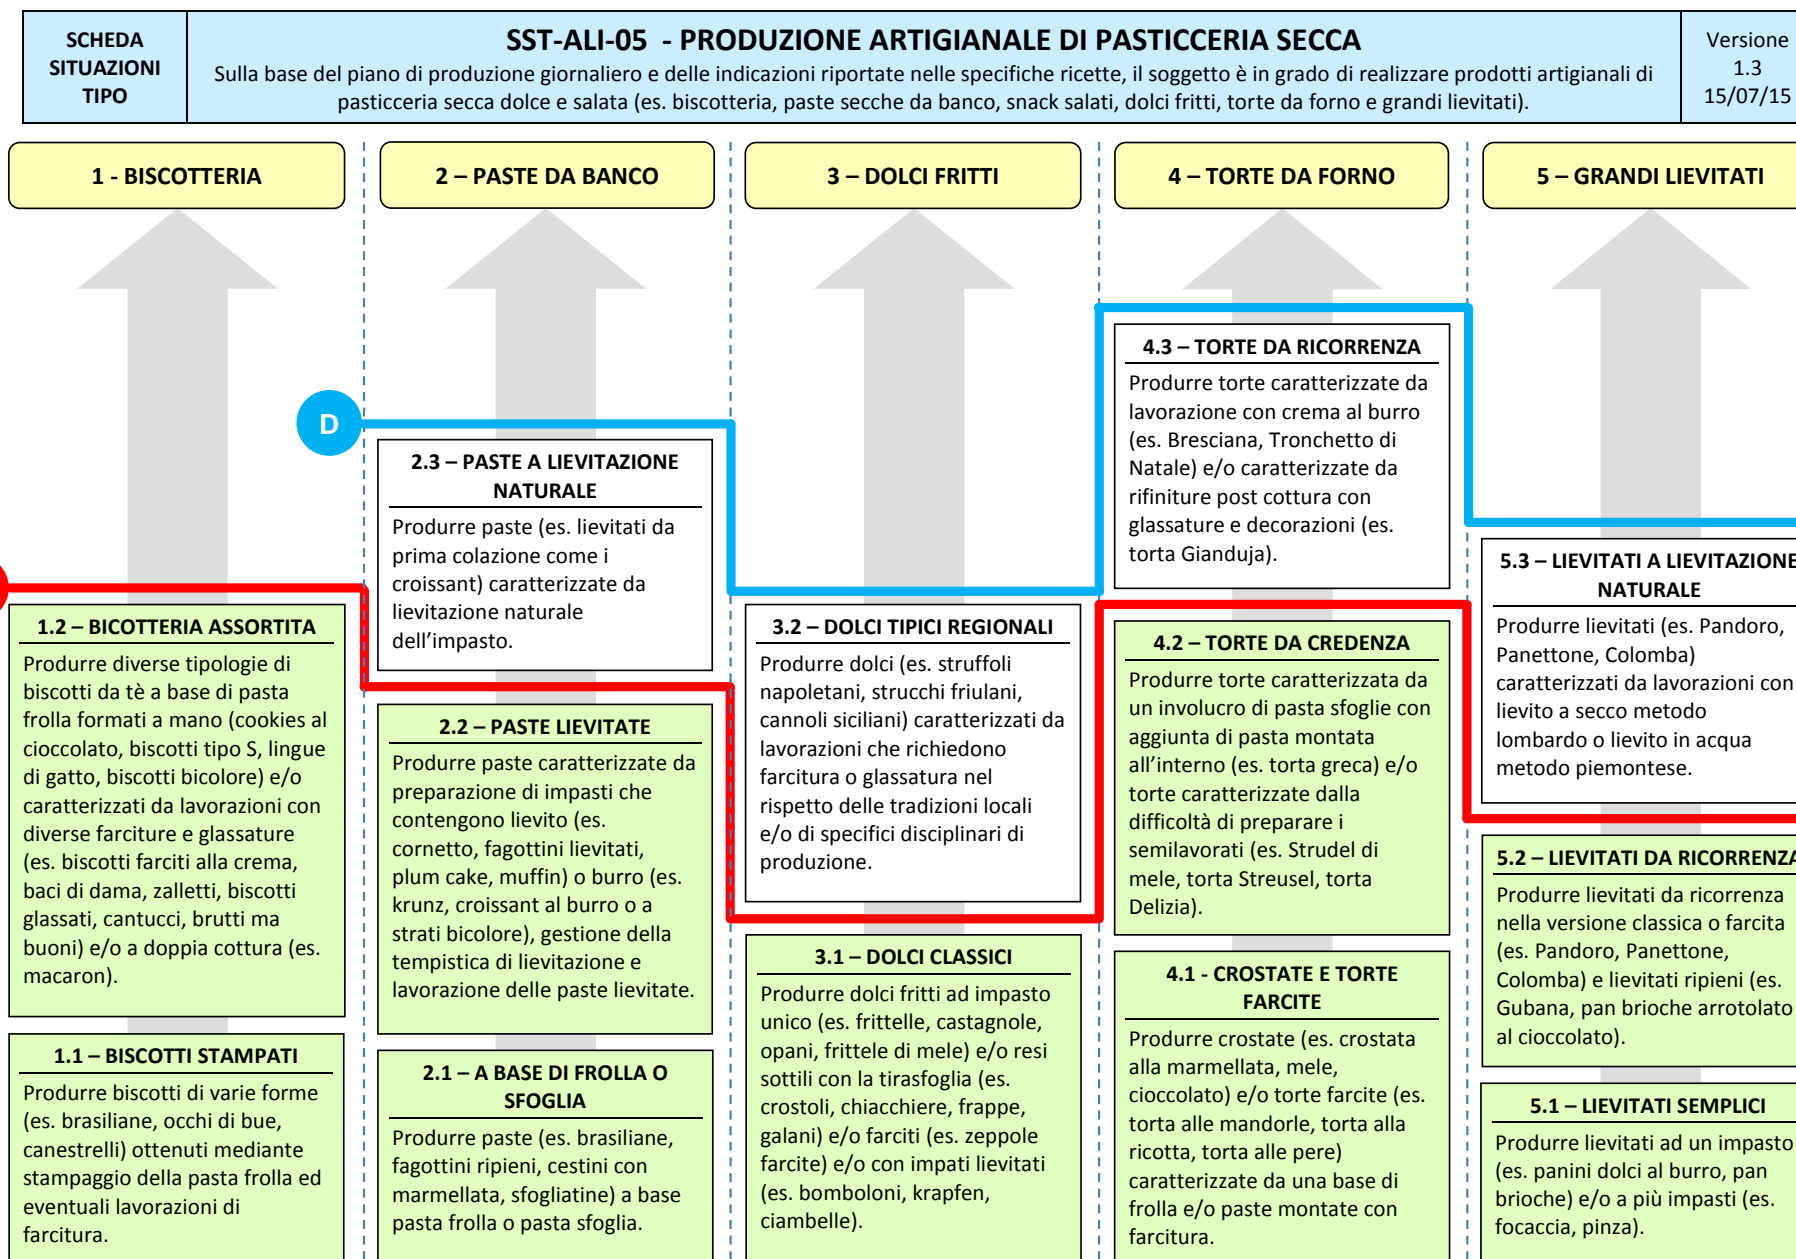 SCHEDA
SITUAZIONI
TIPO
SST-ALI-05 - PRODUZIONE ARTIGIANALE DI PASTICCERIA SECCA
Sulla base del piano di produzione giornaliero e delle indicazioni riportate nelle specifiche ricette, il soggetto è in grado di realizzare prodotti artigianali di
pasticceria secca dolce e salata (es. biscotteria, paste secche da banco, snack salati, dolci fritti, torte da forno e grandi lievitati).
Versione
1.3
15/07/15
1 - BISCOTTERIA
2 – PASTE DA BANCO
3 – DOLCI FRITTI
4 – TORTE DA FORNO
5 – GRANDI LIEVITATI
D
1.2 – BICOTTERIA ASSORTITA
Produrre diverse tipologie di
biscotti da tè a base di pasta
frolla formati a mano (cookies al
cioccolato, biscotti tipo S, lingue
di gatto, biscotti bicolore) e/o
caratterizzati da lavorazioni con
diverse farciture e glassature
(es. biscotti farciti alla crema,
baci di dama, zalletti, biscotti
glassati, cantucci, brutti ma
buoni) e/o a doppia cottura (es.
macaron).
1.1 – BISCOTTI STAMPATI
Produrre biscotti di varie forme
(es. brasiliane, occhi di bue,
canestrelli) ottenuti mediante
stampaggio della pasta frolla ed
eventuali lavorazioni di
farcitura.
2.3 – PASTE A LIEVITAZIONE
NATURALE
Produrre paste (es. lievitati da
prima colazione come i
croissant) caratterizzate da
lievitazione naturale
dell'impasto.
2.2 – PASTE LIEVITATE
Produrre paste caratterizzate da
preparazione di impasti che
contengono lievito (es.
cornetto, fagottini lievitati,
plum cake, muffin) o burro (es.
krunz, croissant al burro o a
strati bicolore), gestione della
tempistica di lievitazione e
lavorazione delle paste lievitate.
2.1 – A BASE DI FROLLA O
SFOGLIA
Produrre paste (es. brasiliane,
fagottini ripieni, cestini con
marmellata, sfogliatine) a base
pasta frolla o pasta sfoglia.
3.2 – DOLCI TIPICI REGIONALI
Produrre dolci (es. struffoli
napoletani, strucchi friulani,
cannoli siciliani) caratterizzati da
lavorazioni che richiedono
farcitura o glassatura nel
rispetto delle tradizioni locali
e/o di specifici disciplinari di
produzione.
3.1 – DOLCI CLASSICI
Produrre dolci fritti ad impasto
unico (es. frittelle, castagnole,
opani, frittele di mele) e/o resi
sottili con la tirasfoglia (es.
crostoli, chiacchiere, frappe,
galani) e/o farciti (es. zeppole
farcite) e/o con impati lievitati
(es. bomboloni, krapfen,
ciambelle).
4.3 – TORTE DA RICORRENZA
Produrre torte caratterizzate da
lavorazione con crema al burro
(es. Bresciana, Tronchetto di
Natale) e/o caratterizzate da
rifiniture post cottura con
glassature e decorazioni (es.
torta Gianduja).
4.2 – TORTE DA CREDENZA
Produrre torte caratterizzata da
un involucro di pasta sfoglie con
aggiunta di pasta montata
all'interno (es. torta greca) e/o
torte caratterizzate dalla
difficoltà di preparare i
semilavorati (es. Strudel di
mele, torta Streusel, torta
Delizia).
4.1 - CROSTATE E TORTE
FARCITE
Produrre crostate (es. crostata
alla marmellata, mele,
cioccolato) e/o torte farcite (es.
torta alle mandorle, torta alla
ricotta, torta alle pere)
caratterizzate da una base di
frolla e/o paste montate con
farcitura.
5.3 – LIEVITATI A LIEVITAZIONE
NATURALE
Produrre lievitati (es. Pandoro,
Panettone, Colomba)
caratterizzati da lavorazioni con
lievito a secco metodo
lombardo o lievito in acqua
metodo piemontese.
5.2 – LIEVITATI DA RICORRENZA
Produrre lievitati da ricorrenza
nella versione classica o farcita
(es. Pandoro, Panettone,
Colomba) e lievitati ripieni (es.
Gubana, pan brioche arrotolato
al cioccolato).
5.1 – LIEVITATI SEMPLICI
Produrre lievitati ad un impasto
(es. panini dolci al burro, pan
brioche) e/o a più impasti (es.
focaccia, pinza).